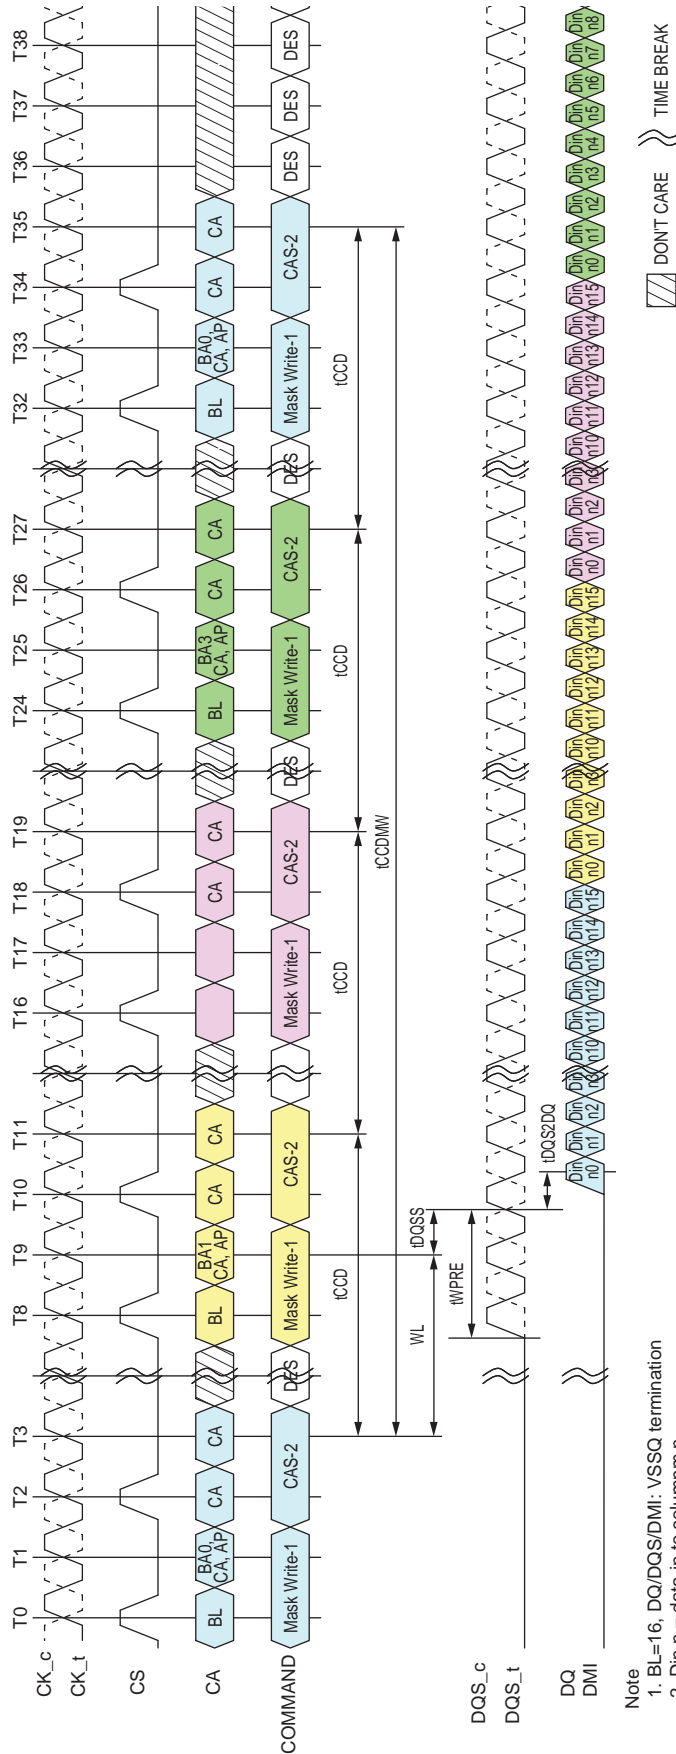 T0 T1 T2 T3 T8 T9 T10 T11 T16 T17 T18 T19 T24 T25 T26 T27 T32 T33 T34 T35 T36 T37 T38
CK_c
CK_t
CS
CA BL BA0, CA, AP CA CA BL BA1 CA, AP CA CA CA CA BL BA3 CA, AP CA CA BL BA0, CA, AP CA CA
COMMAND Mask Write-1 CAS-2 DES Mask Write-1 CAS-2 Mask Write-1 CAS-2 DES Mask Write-1 CAS-2 DES Mask Write-1 CAS-2 DES DES DES
tCCD tCCD tCCD tCCD
tCCDMW
WL tDQSS
tWPRE
DQS_c
DQS_t
tDQS2DQ
DQ
DMI
Din Din Din Din Din Din Din Din Din Din Din Din Din Din Din Din Din Din Din Din Din Din Din Din Din Din Din Din Din Din Din Din Din Din Din Din Din Din Din
n0 n1 n2 n3 n10 n11 n12 n13 n14 n15 n0 n1 n2 n3 n10 n11 n12 n13 n14 n15 n0 n1 n2 n3 n10 n11 n12 n13 n14 n15 n0 n1 n2 n3 n4 n5 n6 n7 n8
DON'T CARE TIME BREAK
Note
1. BL=16, DQ/DQS/DMI: VSSQ termination